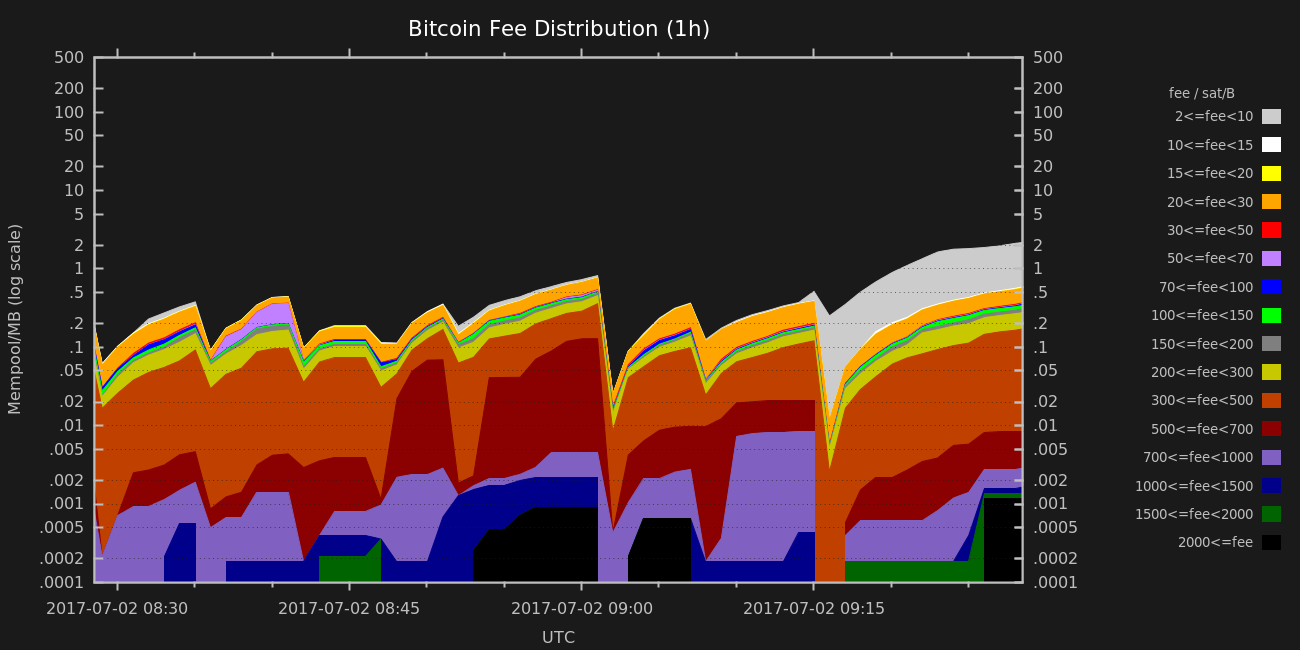 Bitcoin Fee Distribution (1h)
500
200
100
50
20
10
5
2
1
.5
.2
.1
.05
.02
.01
.005
.002
.001
.0005
.0002
.0001
Mempool/MB (log scale)
500
200
100
50
20
10
5
2
1
.5
.2
.1
.05
.02
.01
.005
.002
.001
.0005
.0002
.0001
2017-07-02 08:30
2017-07-02 08:45
2017-07-02 09:00
2017-07-02 09:15
UTC
fee / sat/B
2<=fee<10
10<=fee<15
15<=fee<20
20<=fee<30
30<=fee<50
50<=fee<70
70<=fee<100
100<=fee<150
150<=fee<200
200<=fee<300
300<=fee<500
500<=fee<700
700<=fee<1000
1000<=fee<1500
1500<=fee<2000
2000<=fee